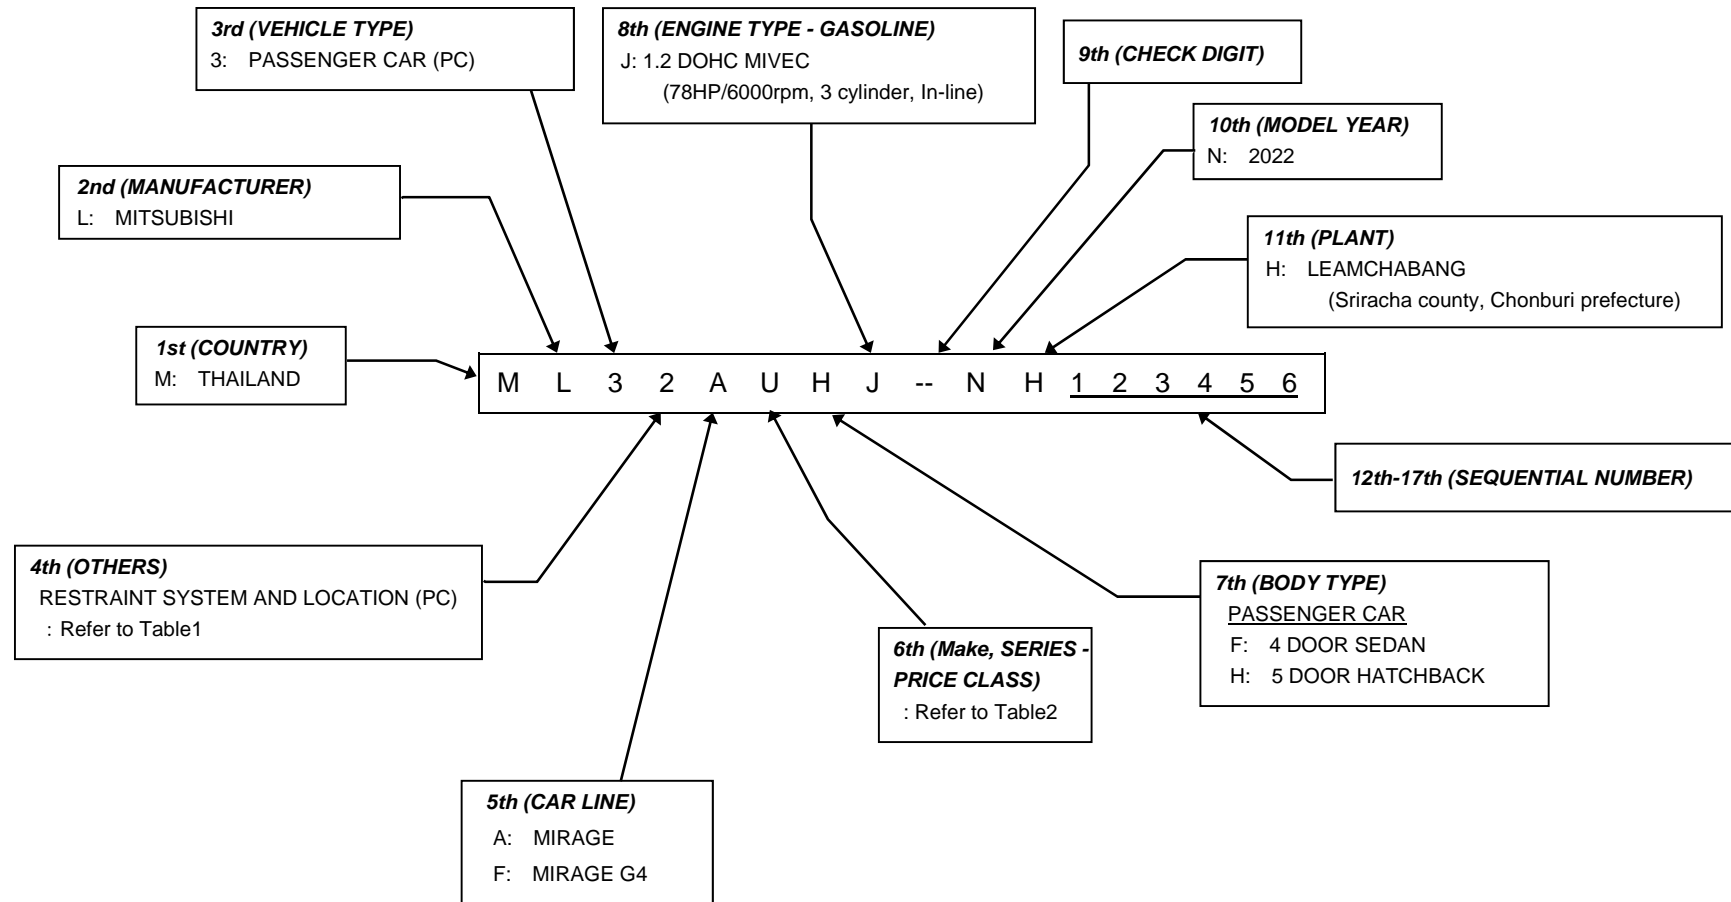 3rd (VEHICLE TYPE)
3: PASSENGER CAR (PC)
8th (ENGINE TYPE - GASOLINE)
J: 1.2 DOHC MIVEC
(78HP/6000rpm, 3 cylinder, In-line)
9th (CHECK DIGIT)
10th (MODEL YEAR)
N: 2022
2nd (MANUFACTURER)
L: MITSUBISHI
11th (PLANT)
H: LEAMCHABANG
(Sriracha county, Chonburi prefecture)
1st (COUNTRY)
M: THAILAND
M L 3 2 A U H J -- N H 1 2 3 4 5 6
12th-17th (SEQUENTIAL NUMBER)
4th (OTHERS)
RESTRAINT SYSTEM AND LOCATION (PC)
: Refer to Table1
7th (BODY TYPE)
PASSENGER CAR
F: 4 DOOR SEDAN
H: 5 DOOR HATCHBACK
6th (Make, SERIES -
PRICE CLASS)
: Refer to Table2
5th (CAR LINE)
A: MIRAGE
F: MIRAGE G4